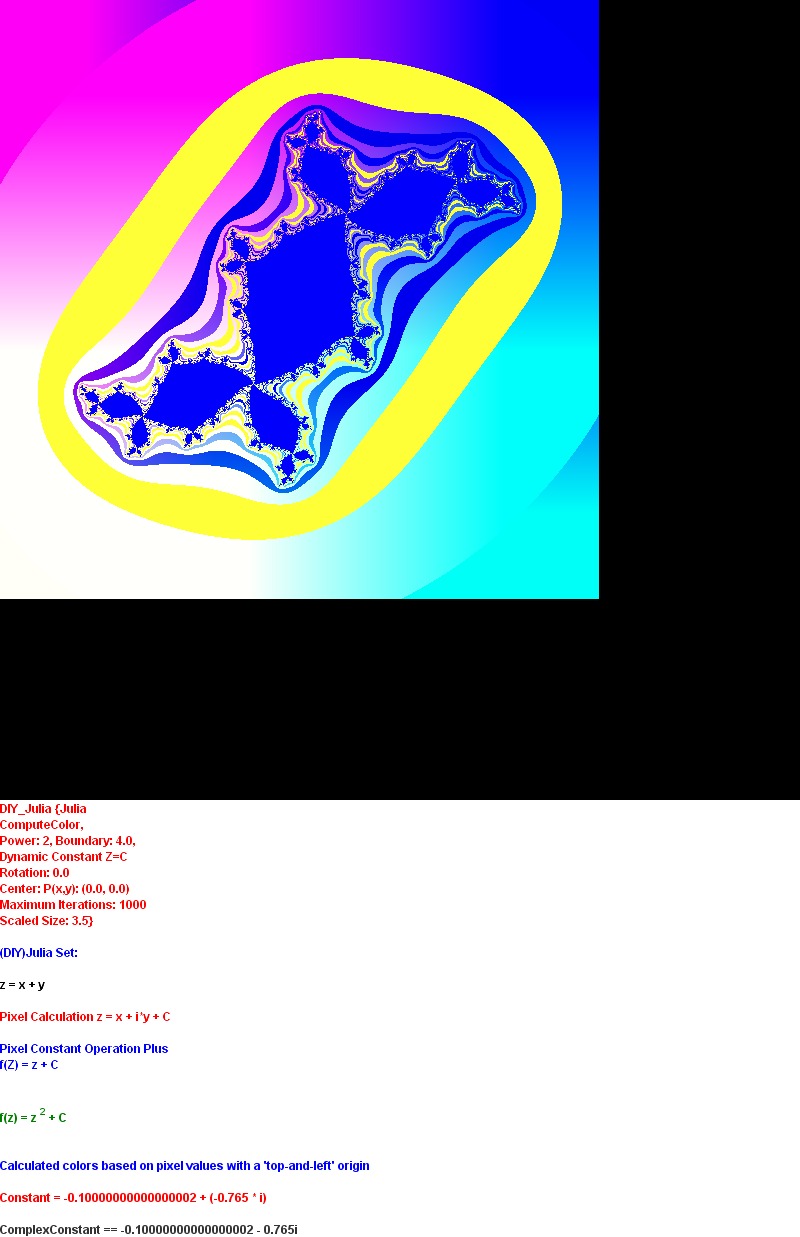 DIY_Julia {Julia
ComputeColor,
Power: 2, Boundary: 4.0,
Dynamic Constant Z=C
Rotation: 0.0
Center: P(x,y): (0.0, 0.0)
Maximum Iterations: 1000
Scaled Size: 3.5}
(DIY)Julia Set:
z = x + y
Pixel Calculation z = x + i*y + C
Pixel Constant Operation Plus
f(Z) = z + C
f(z) = z 2 + C
Calculated colors based on pixel values with a 'top-and-left' origin
Constant = -0.10000000000000002 + (-0.765 * i)
ComplexConstant == -0.10000000000000002 - 0.765i